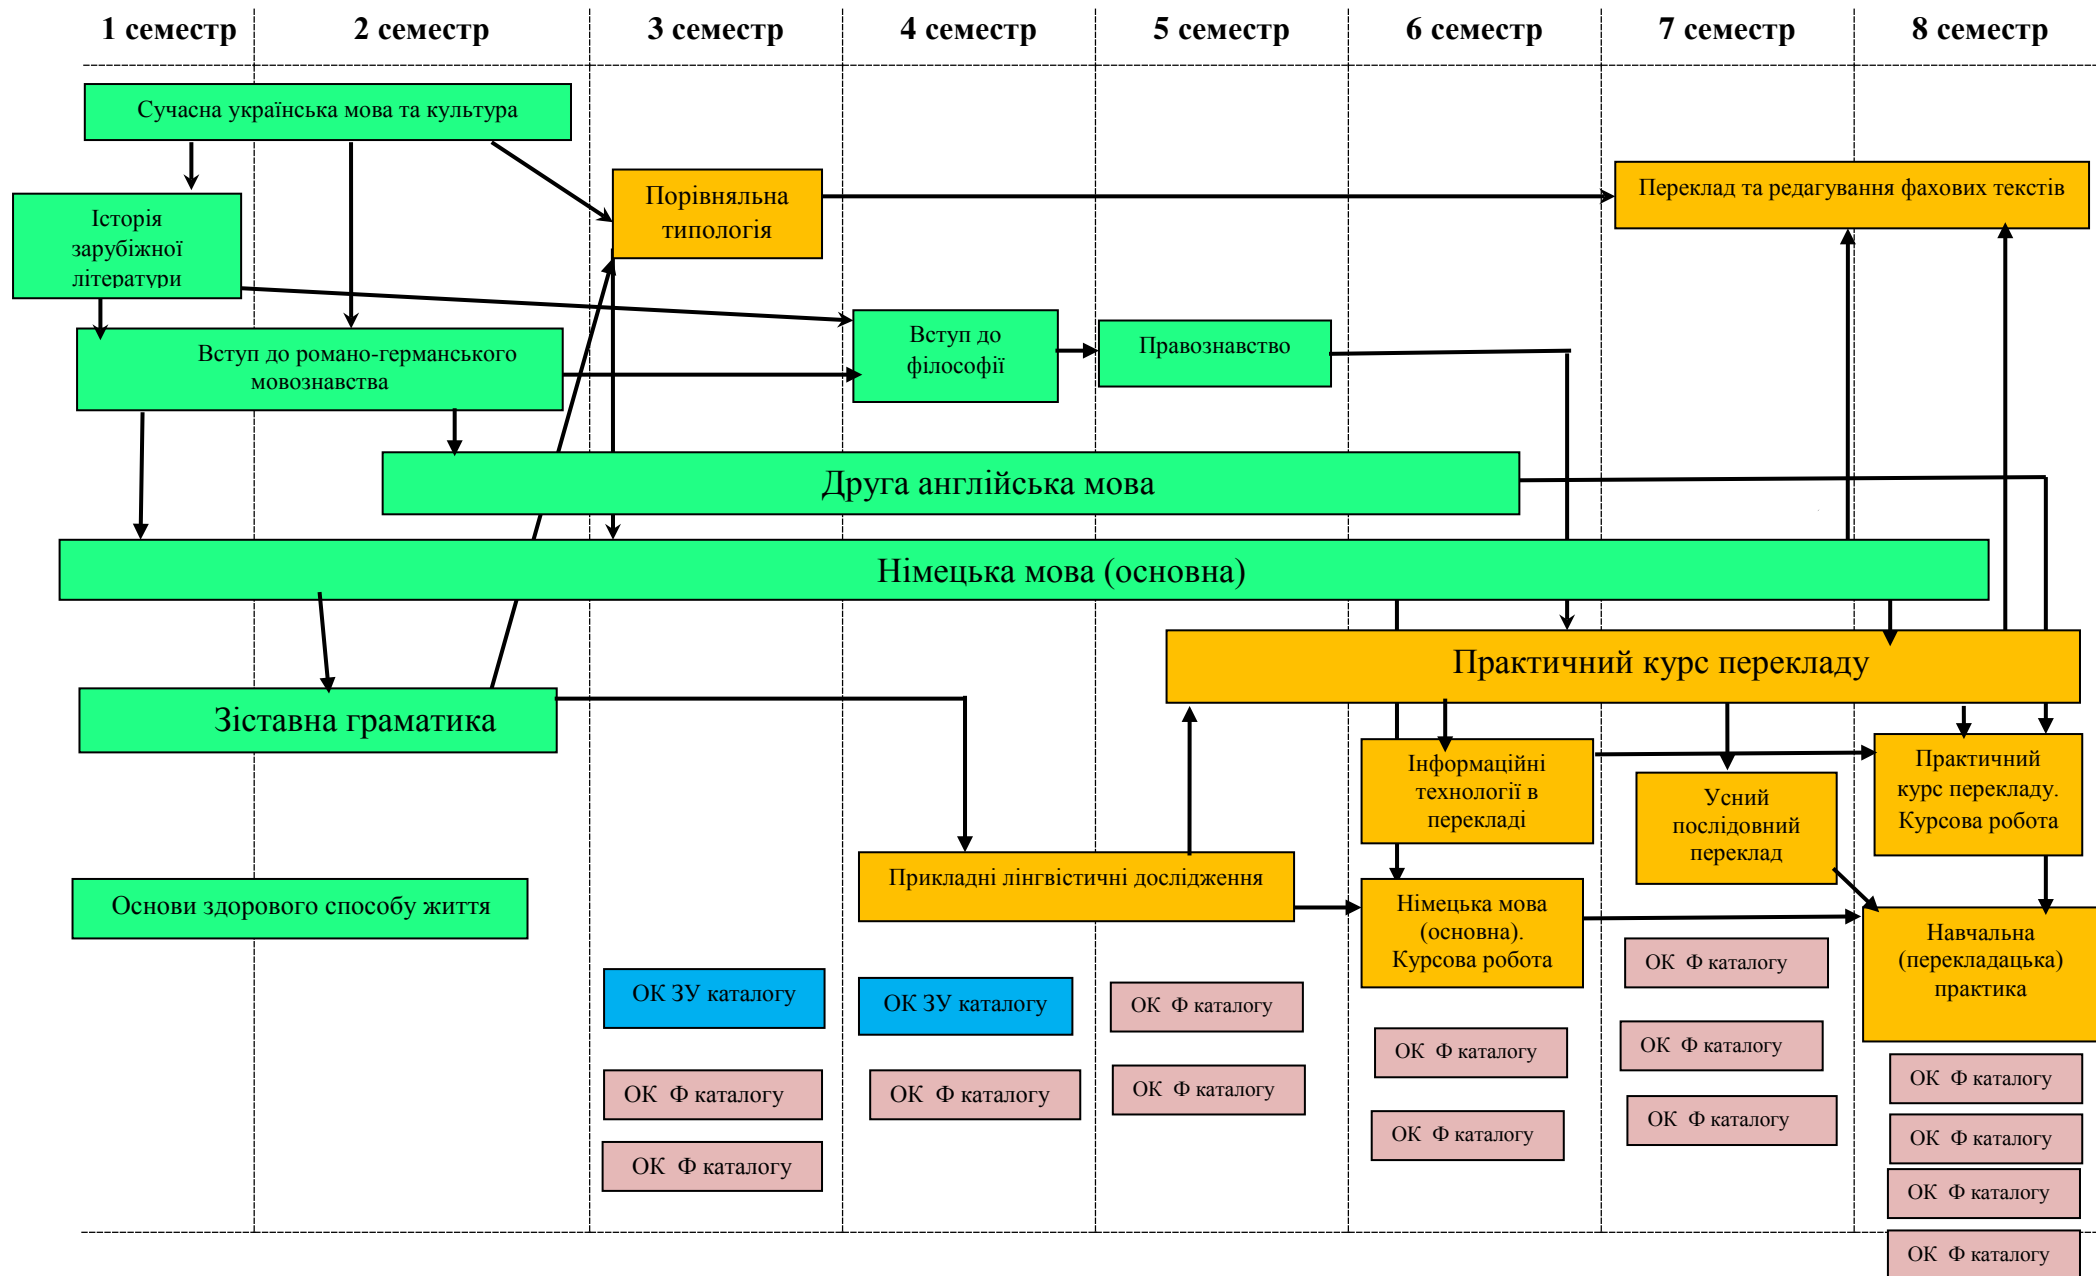 1 семестр
2 семестр
3 семестр
4 семестр
5 семестр
6 семестр
7 семестр
8 семестр
Сучасна українська мова та культура
Історія
зарубіжної
літератури
Порівняльна
типологія
Переклад та редагування фахових текстів
Вступ до романо-германського
мовознавства
Вступ до
філософії
Правознавство
Друга англійська мова
Німецька мова (основна)
Практичний курс перекладу
Зіставна граматика
Інформаційні
технології в
перекладі
Усний
послідовний
переклад
Практичний
курс перекладу.
Курсова робота
Прикладні лінгвістичні дослідження
Основи здорового способу життя
Німецька мова
(основна).
Курсова робота
Навчальна
(перекладацька)
практика
ОК ЗУ каталогу
ОК Ф каталогу
ОК Ф каталогу
ОК ЗУ каталогу
ОК Ф каталогу
ОК Ф каталогу
ОК Ф каталогу
ОК Ф каталогу
ОК Ф каталогу
ОК Ф каталогу
ОК Ф каталогу
ОК Ф каталогу
ОК Ф каталогу
ОК Ф каталогу
ОК Ф каталогу
ОК Ф каталогу